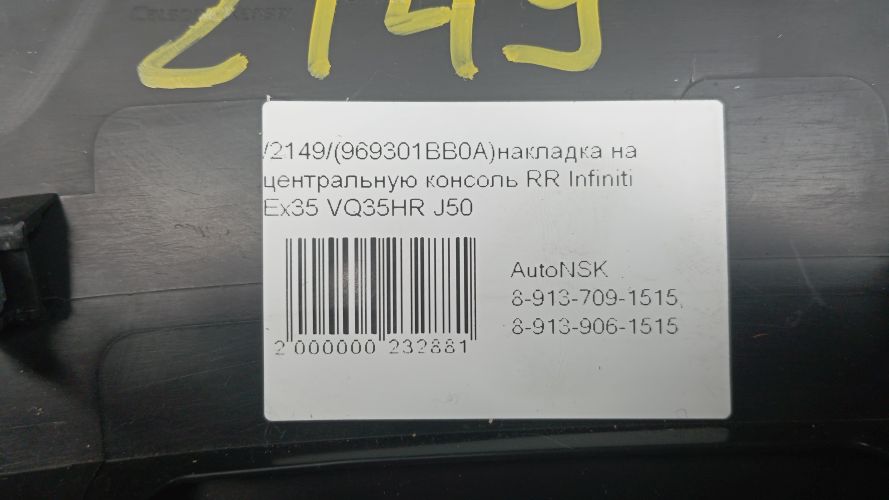 2149
/2149/(969301BB0A)накладка на
центральную консоль RR Infiniti
Ex35 VQ35HR J50
AutoNSK
8-913-709-1515,
8-913-906-1515
2 000000 232881